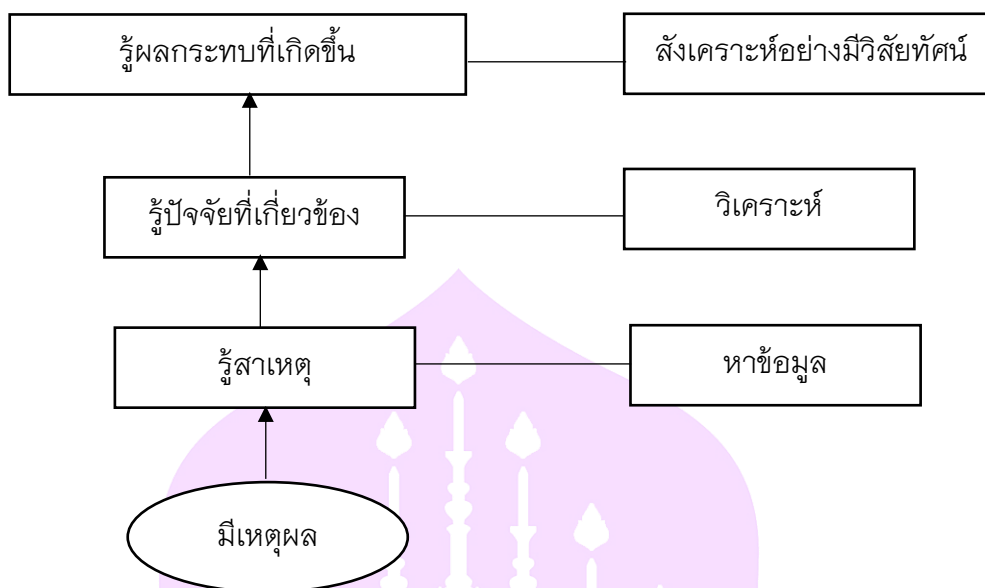 รู้ผลกระทบที่เกิดขึ้น
สังเคราะห์อย่างมีวิสัยทัศน์
รู้ปัจจัยที่เกี่ยวข้อง
วิเคราะห์
รู้สาเหตุ
หาข้อมูล
มีเหตุผล